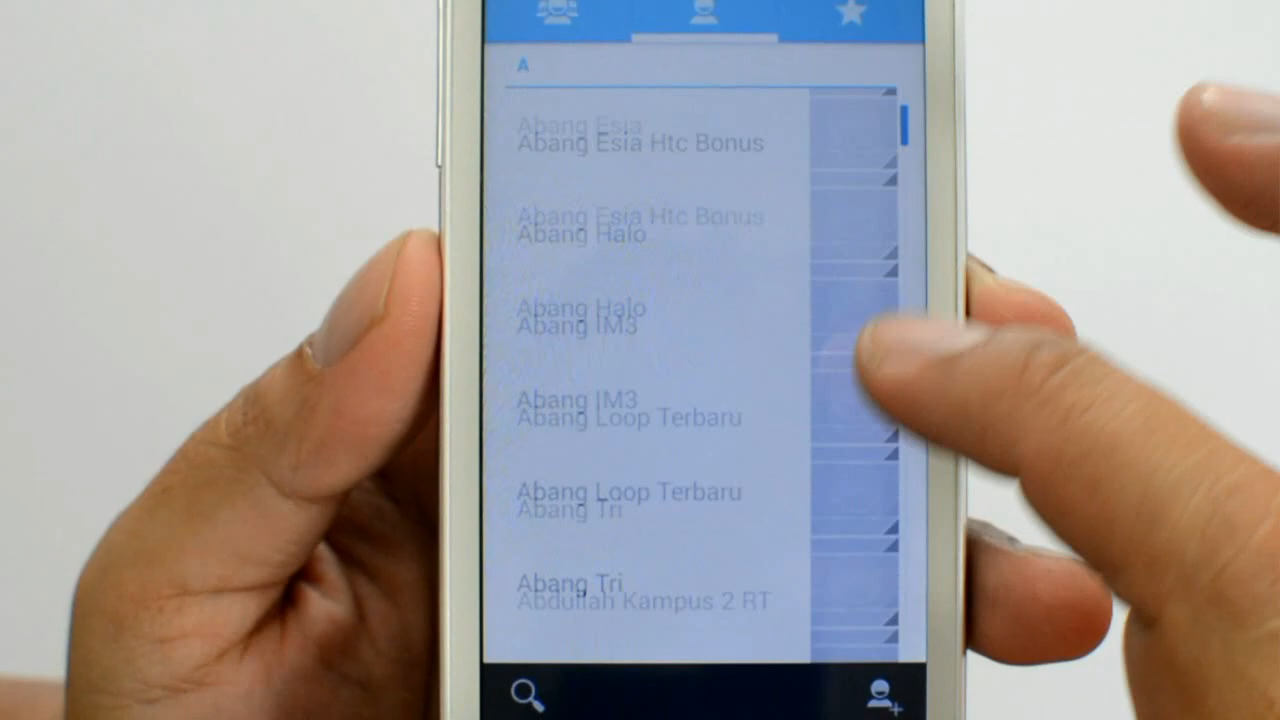 A
Abang Esia
Abang Esia Htc Bonus
Abang Esia Htc Bonus
Abang Halo
Abang Halo
Abang IM3
Abang IM3
Abang Loop Terbaru
Abang Loop Terbaru
Abang Tri
Abang Tri
Abdullah Kampus 2 RT